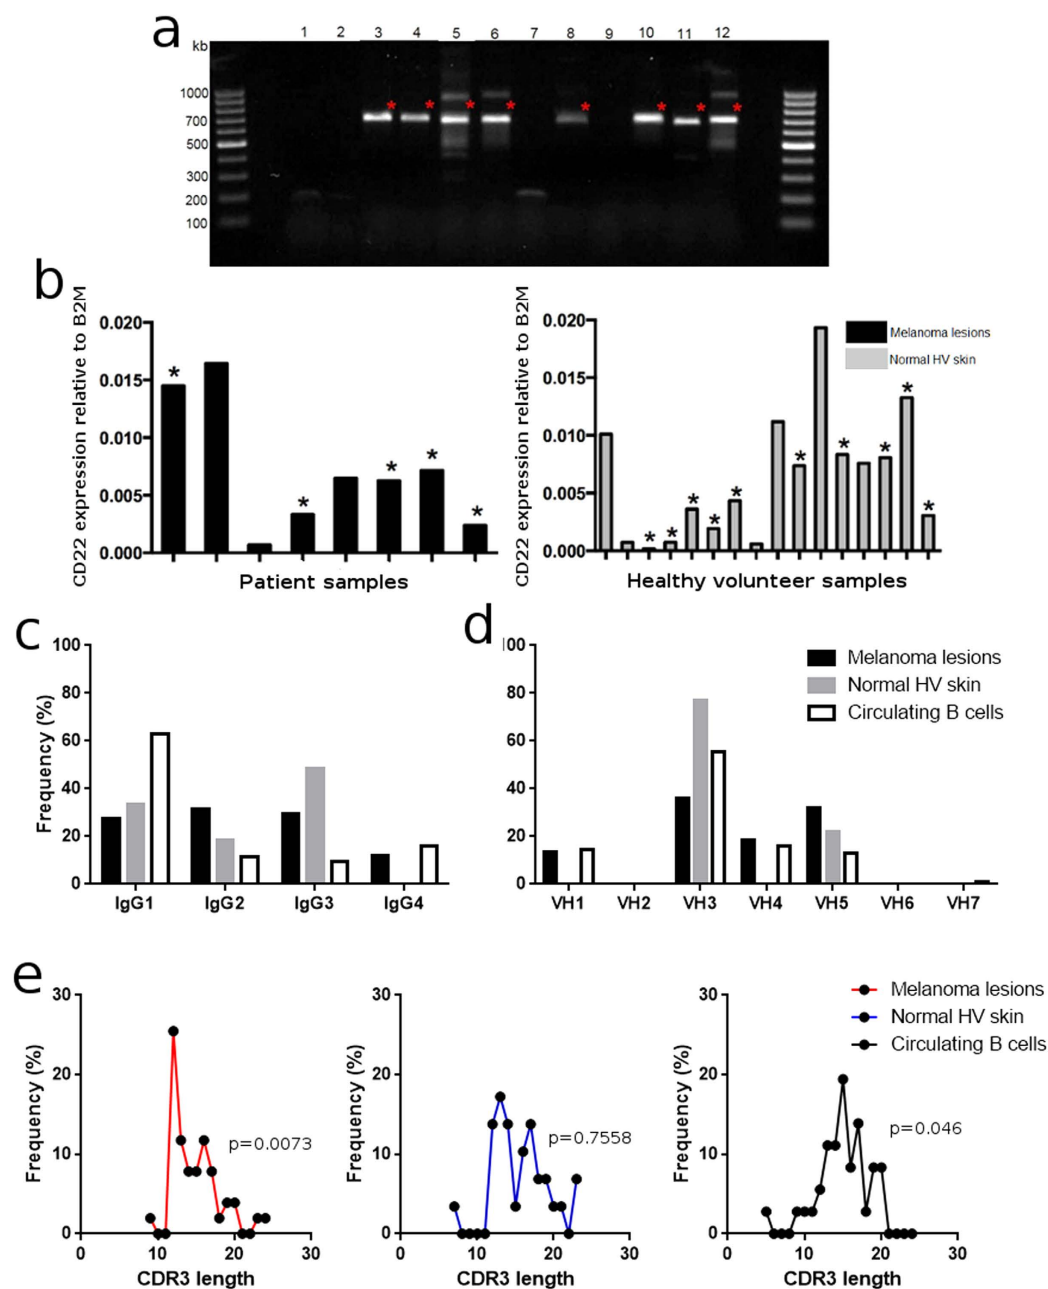 a
1 2 3 4 5 6 7 8 9 10 11 12
kb
1000
700
500
300
200
100
* * * * * * * *
b
CD22 expression relative to B2M
0.020
0.015
0.010
0.005
0.000
* * * * *
Patient samples
CD22 expression relative to B2M
0.020
0.015
0.010
0.005
0.000
* * * * * * * * * *
Healthy volunteer samples
Melanoma lesions
Normal HV skin
c
Frequency (%)
100
80
60
40
20
0
IgG1 IgG2 IgG3 IgG4
d
100
80
60
40
20
0
VH1 VH2 VH3 VH4 VH5 VH6 VH7
Melanoma lesions
Normal HV skin
Circulating B cells
e
Frequency (%)
30
20
10
0
0 10 20 30
CDR3 length
p=0.0073
Frequency (%)
30
20
10
0
0 10 20 30
CDR3 length
p=0.7558
Frequency (%)
30
20
10
0
0 10 20 30
CDR3 length
p=0.046
Melanoma lesions
Normal HV skin
Circulating B cells